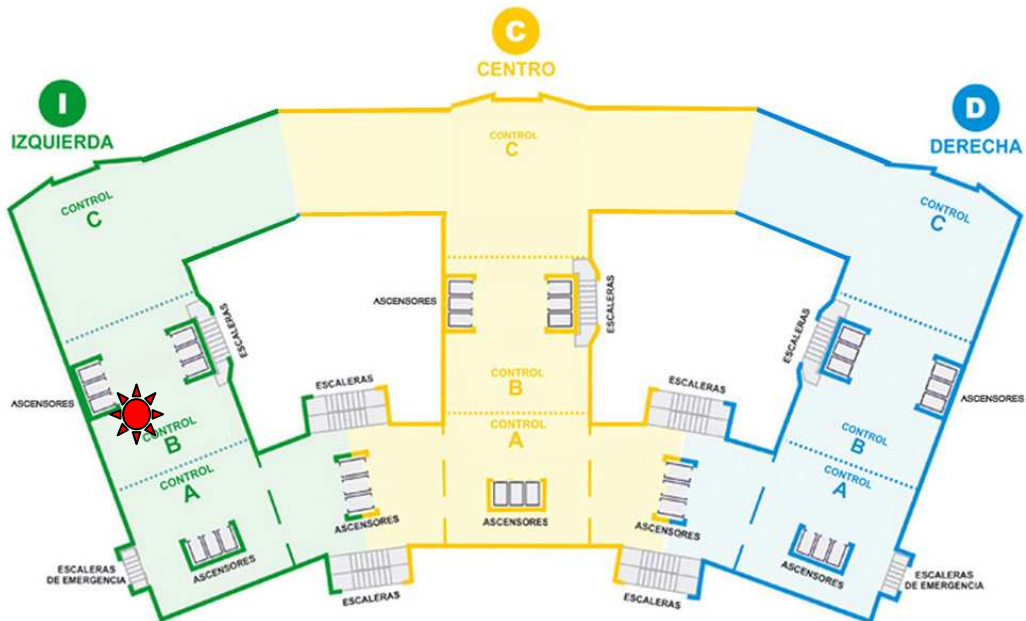 C
CENTRO
I
IZQUIERDA
D
DERECHA
CONTROL
C
CONTROL
C
CONTROL
C
ASCENSORES
ESCALERAS
ESCALERAS
ESCALERAS
ASCENSORES
ESCALERAS
CONTROL
B
ESCALERAS
ASCENSORES
CONTROL
B
CONTROL
A
CONTROL
B
CONTROL
A
CONTROL
A
ASCENSORES
ASCENSORES
ASCENSORES
ASCENSORES
ASCENSORES
ESCALERAS
DE EMERGENCIA
ESCALERAS
ESCALERAS
ESCALERAS
DE EMERGENCIA